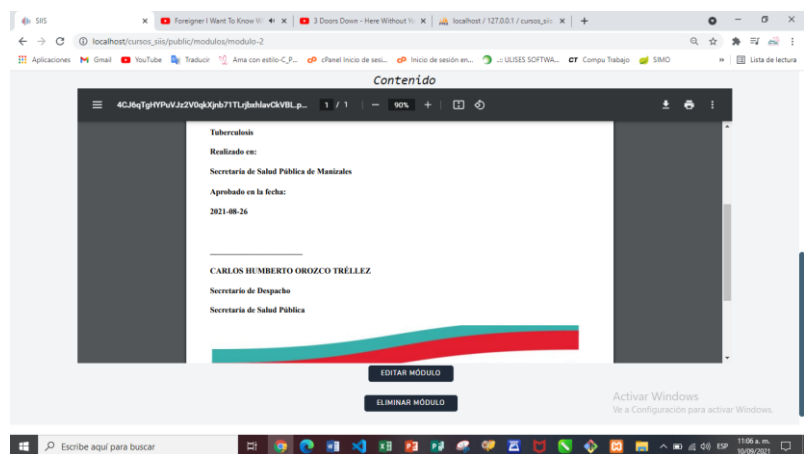 SIIS
Foreigner I Want To Know W
3 Doors Down - Here Without Yo
localhost / 127.0.0.1 / cursos_siis
localhost/cursos_siis/public/modulos/modulo-2
Aplicaciones
Gmail
YouTube
Traducir
Ama con estilo-C_P...
cPanel Inicio de sesi...
Inicio de sesión en...
..:: ULISES SOFTWA...
CT Compu Trabajo
SIMO
»
Lista de lectura
Contenido
1 / 1
90%
Tuberculosis
Realizado en:
Secretaría de Salud Pública de Manizales
Aprobado en la fecha:
2021-08-26
CARLOS HUMBERTO OROZCO TRÉLLEZ
Secretario de Despacho
Secretaría de Salud Pública
EDITAR MÓDULO
ELIMINAR MÓDULO
Activar Windows
Ve a Configuración para activar Windows.
Escribe aquí para buscar
ESP
11:06 a. m.
10/09/2021